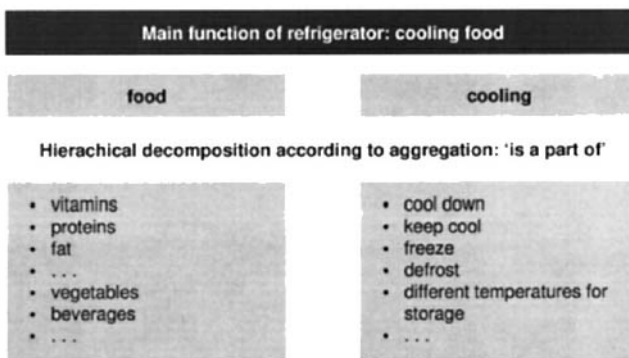 Main function of refrigerator: cooling food
food
cooling
Hierachical decomposition according to aggregation: 'is a part of'
• vitamins
• proteins
• fat
• . . .
• vegetables
• beverages
• . . .
• cool down
• keep cool
• freeze
• defrost
• different temperatures for
storage
• . . .